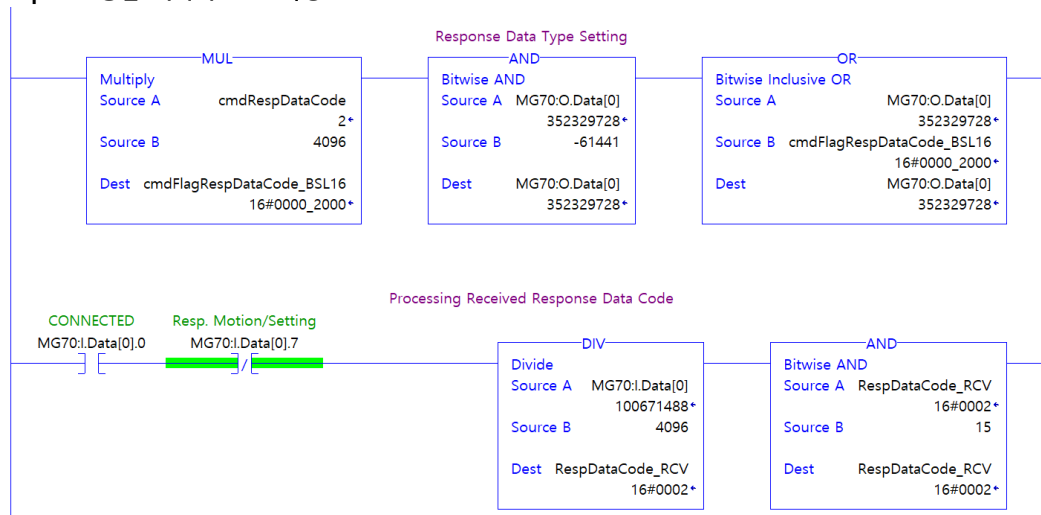 Response Data Type Setting
MUL
Multiply
Source A cmdRespDataCode
2
Source B 4096
Dest cmdFlagRespDataCode_BSL16
16#0000_2000
AND
Bitwise AND
Source A MG70:O.Data[0]
352329728
Source B -61441
Dest MG70:O.Data[0]
352329728
OR
Bitwise Inclusive OR
Source A MG70:O.Data[0]
352329728
Source B cmdFlagRespDataCode_BSL16
16#0000_2000
Dest MG70:O.Data[0]
352329728
Processing Received Response Data Code
CONNECTED
MG70:I.Data[0].0
Resp. Motion/Setting
MG70:I.Data[0].7
DIV
Divide
Source A MG70:I.Data[0]
100671488
Source B 4096
Dest RespDataCode_RCV
16#0002
AND
Bitwise AND
Source A RespDataCode_RCV
16#0002
Source B 15
Dest RespDataCode_RCV
16#0002